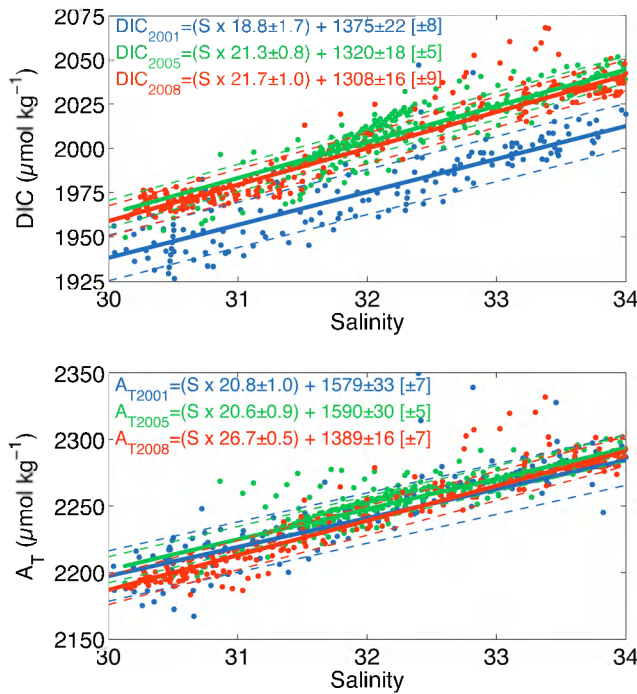 2075
2050
2025
2000
1975
1950
1925
DIC (µmol kg⁻¹)
DIC₂₀₀₁=(S x 18.8±1.7) + 1375±22 [±8]
DIC₂₀₀₅=(S x 21.3±0.8) + 1320±18 [±5]
DIC₂₀₀₈=(S x 21.7±1.0) + 1308±16 [±9]
30 31 32 33 34
Salinity
2350
2300
2250
2200
2150
A_T (µmol kg⁻¹)
A_T2001=(S x 20.8±1.0) + 1579±33 [±7]
A_T2005=(S x 20.6±0.9) + 1590±30 [±5]
A_T2008=(S x 26.7±0.5) + 1389±16 [±7]
30 31 32 33 34
Salinity